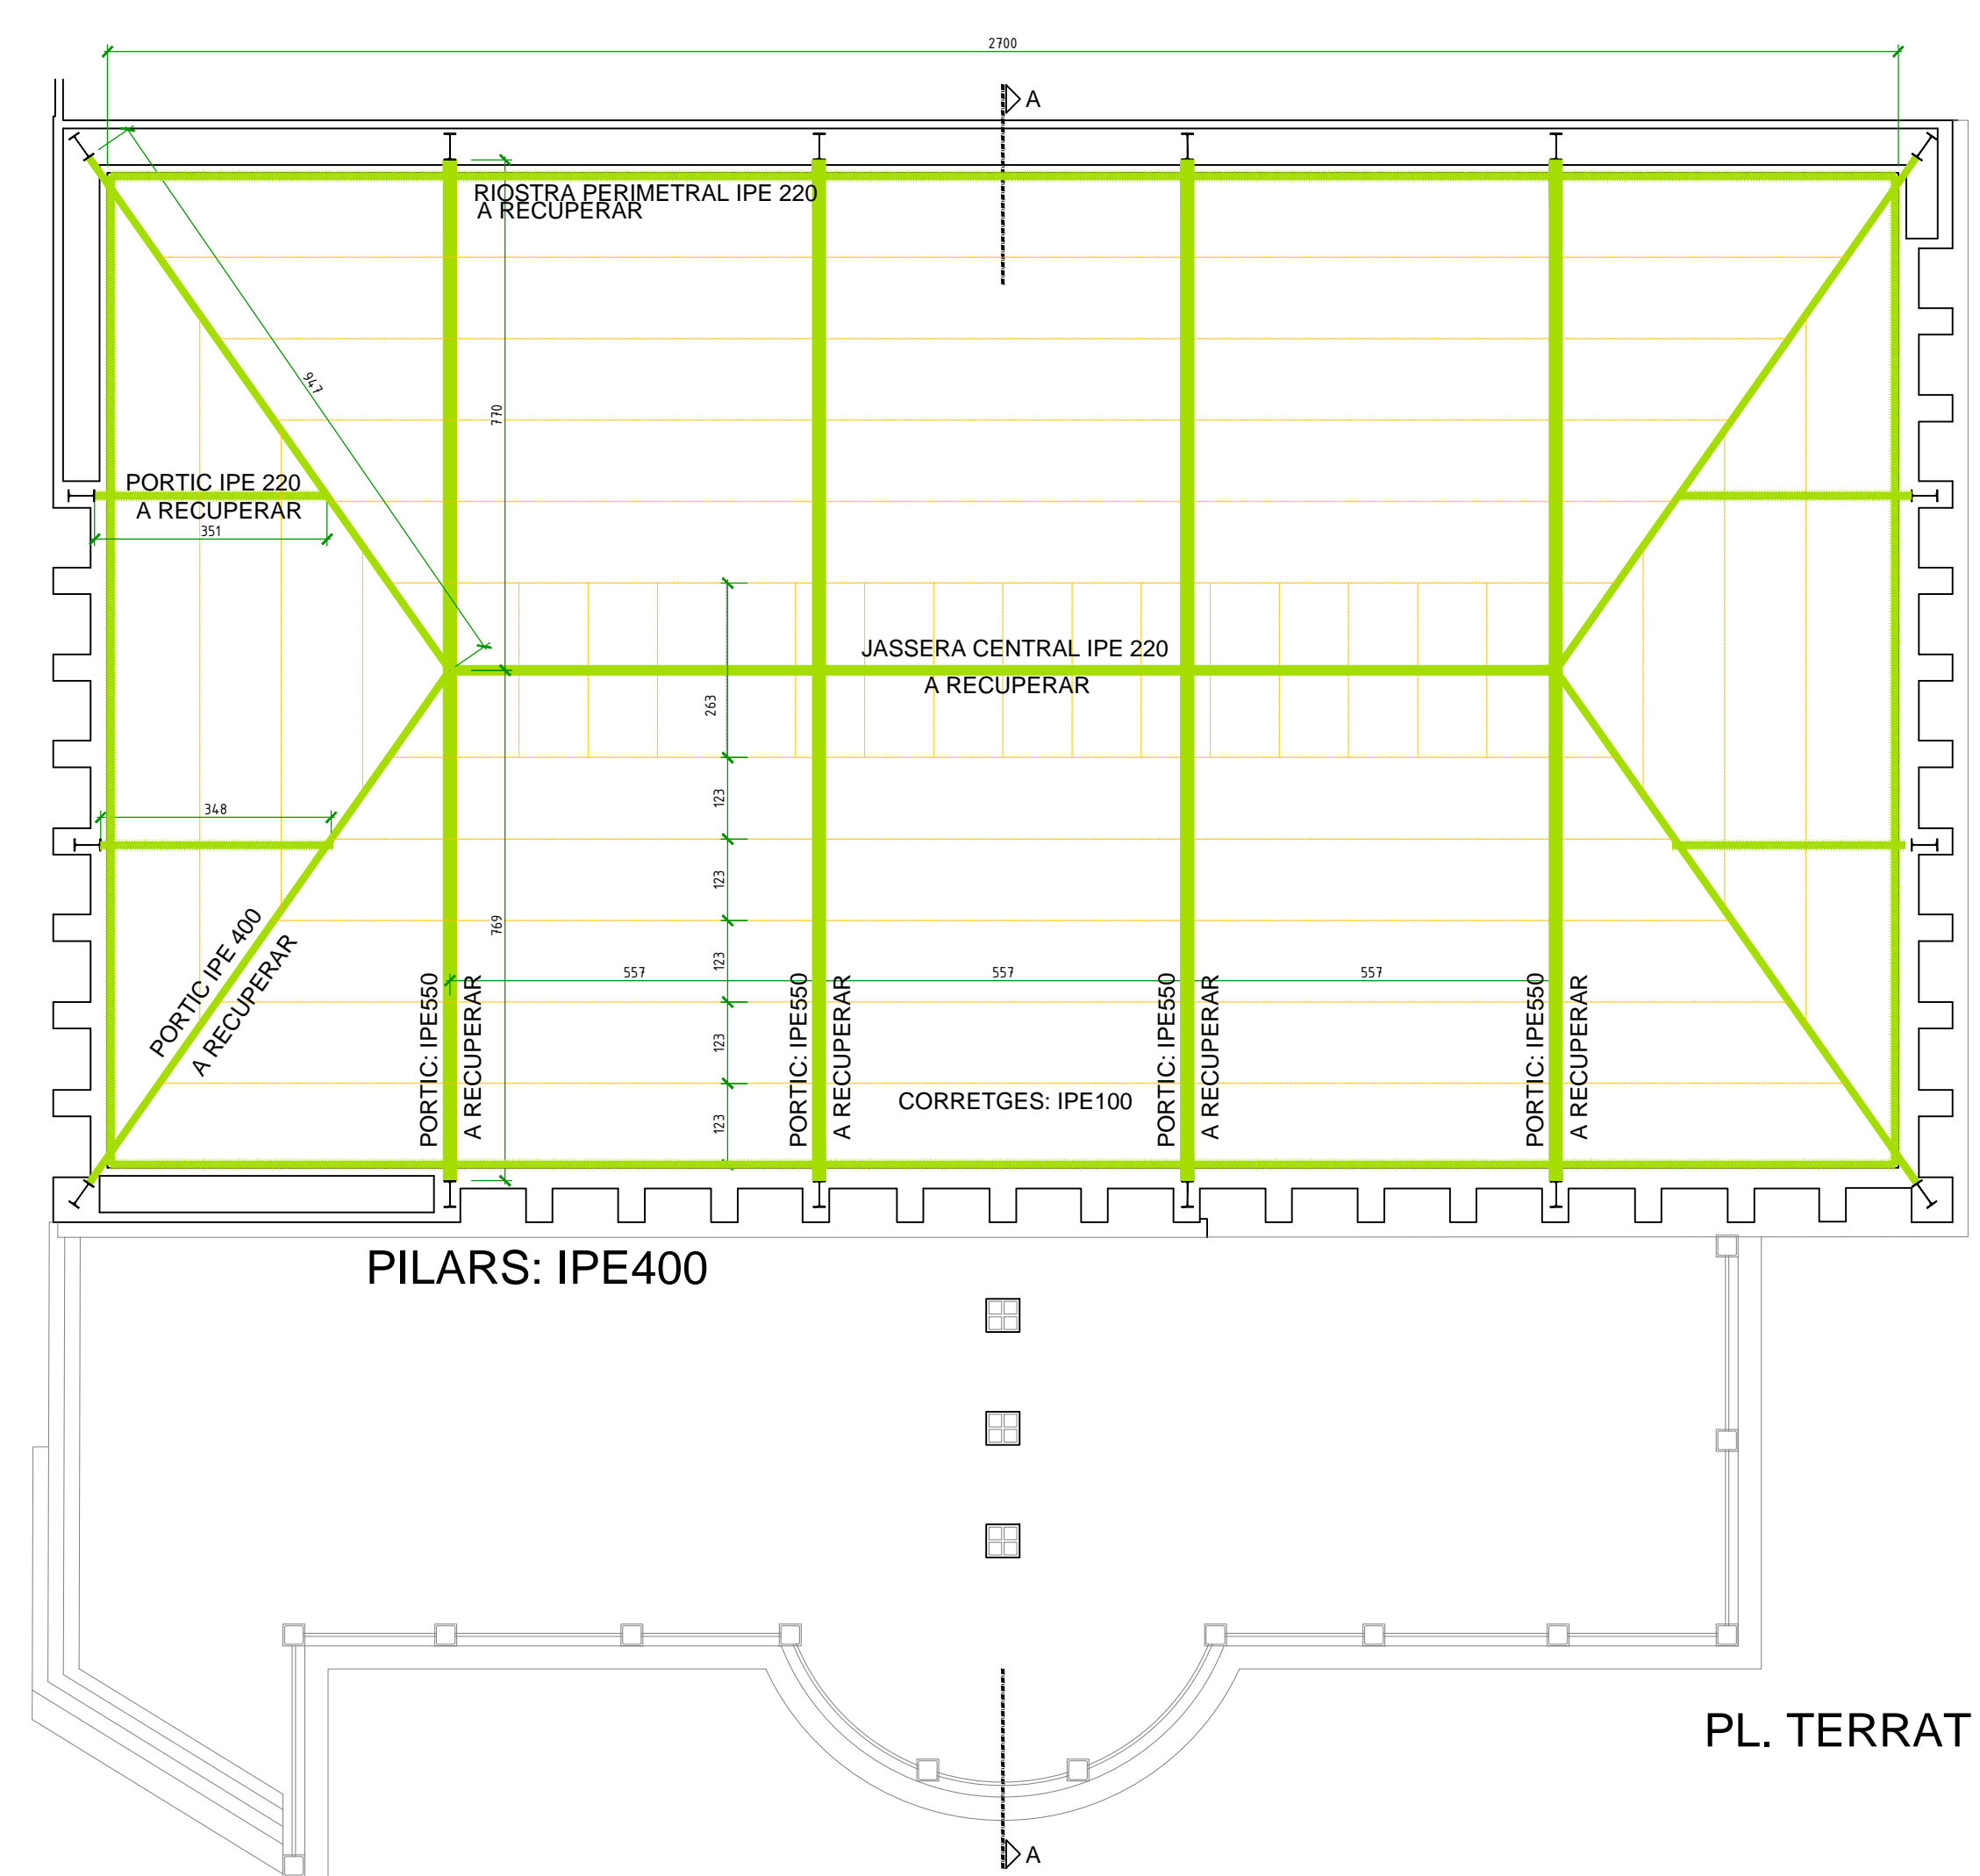 2700
A
RIOSTRA PERIMETRAL IPE 220
A RECUPERAR
947
770
PORTIC IPE 220
A RECUPERAR
351
JASSERA CENTRAL IPE 220
A RECUPERAR
263
123
348
123
769
123
PORTIC IPE 400
A RECUPERAR
557
557
557
PORTIC: IPE550
A RECUPERAR
PORTIC: IPE550
A RECUPERAR
PORTIC: IPE550
A RECUPERAR
PORTIC: IPE550
A RECUPERAR
123
123
CORRETGES: IPE100
PILARS: IPE400
PL. TERRAT
A